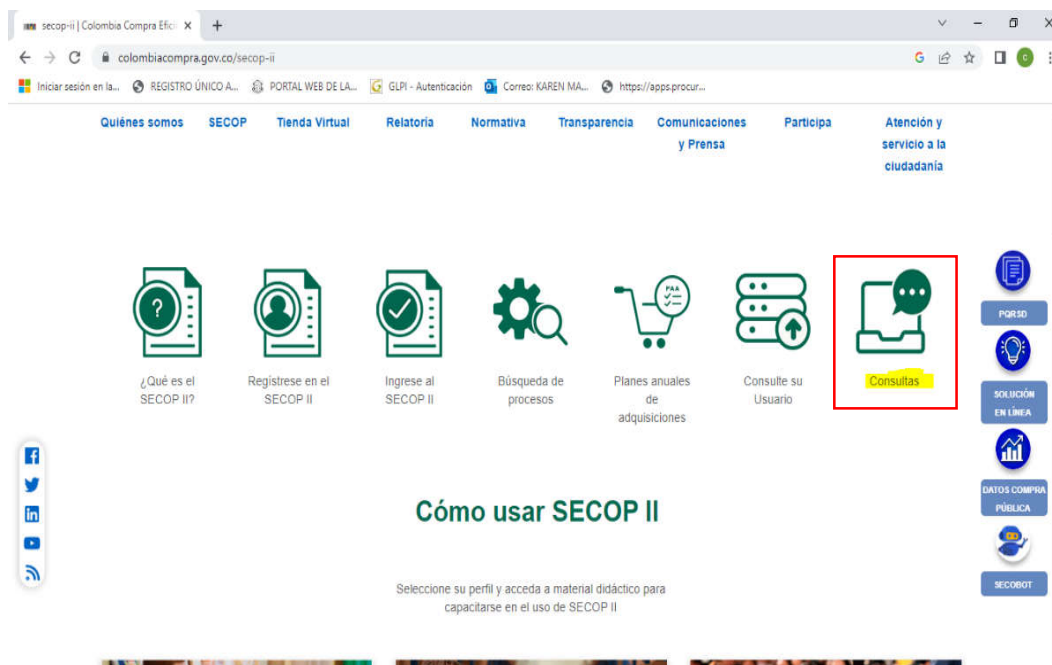 secop-ii | Colombia Compra Efici
colombiacompra.gov.co/secop-ii
Iniciar sesión en la... REGISTRO ÚNICO A... PORTAL WEB DE LA... GLPI - Autenticación Correo: KAREN MA... https://apps.procur...
Quiénes somos SECOP Tienda Virtual Relatoría Normativa Transparencia Comunicaciones y Prensa Participa Atención y servicio a la ciudadanía
?
PAA
¿Qué es el
SECOP II?
Regístrese en el
SECOP II
Ingrese al
SECOP II
Búsqueda de
procesos
Planes anuales
de
adquisiciones
Consulte su
Usuario
Consultas
PQRSD
SOLUCIÓN
EN LÍNEA
DATOS COMPRA
PÚBLICA
SECOBOT
Cómo usar SECOP II
Seleccione su perfil y acceda a material didáctico para
capacitarse en el uso de SECOP II